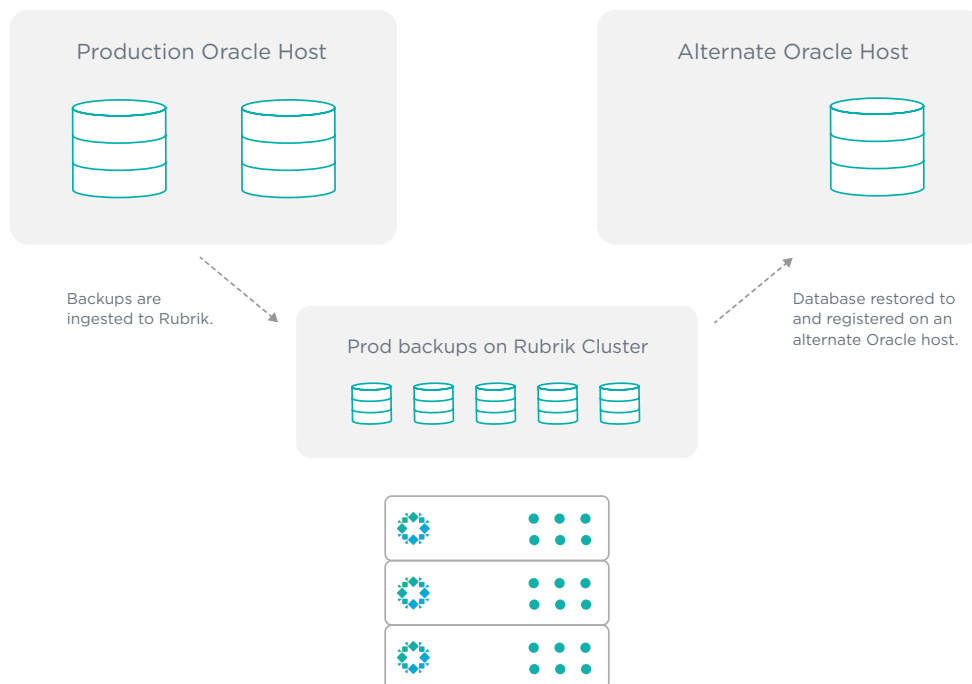 Production Oracle Host
Alternate Oracle Host
Backups are
ingested to Rubrik.
Prod backups on Rubrik Cluster
Database restored to
and registered on an
alternate Oracle host.